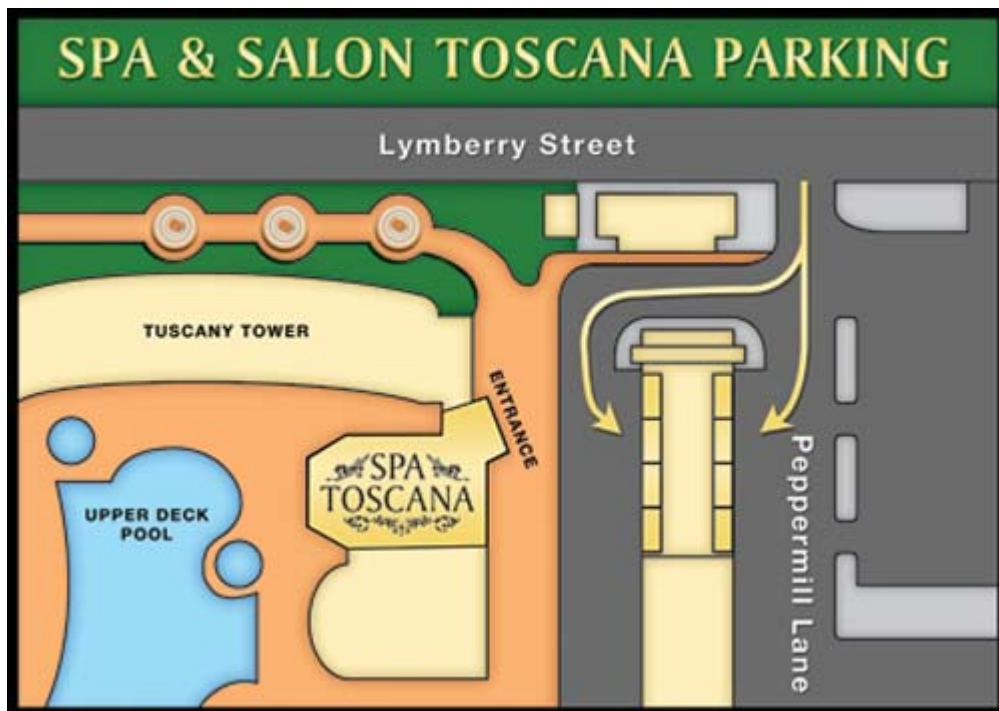 SPA & SALON TOSCANA PARKING
Lymberry Street
TUSCANY TOWER
ENTRANCE
SPA
TOSCANA
UPPER DECK
POOL
Peppermill Lane